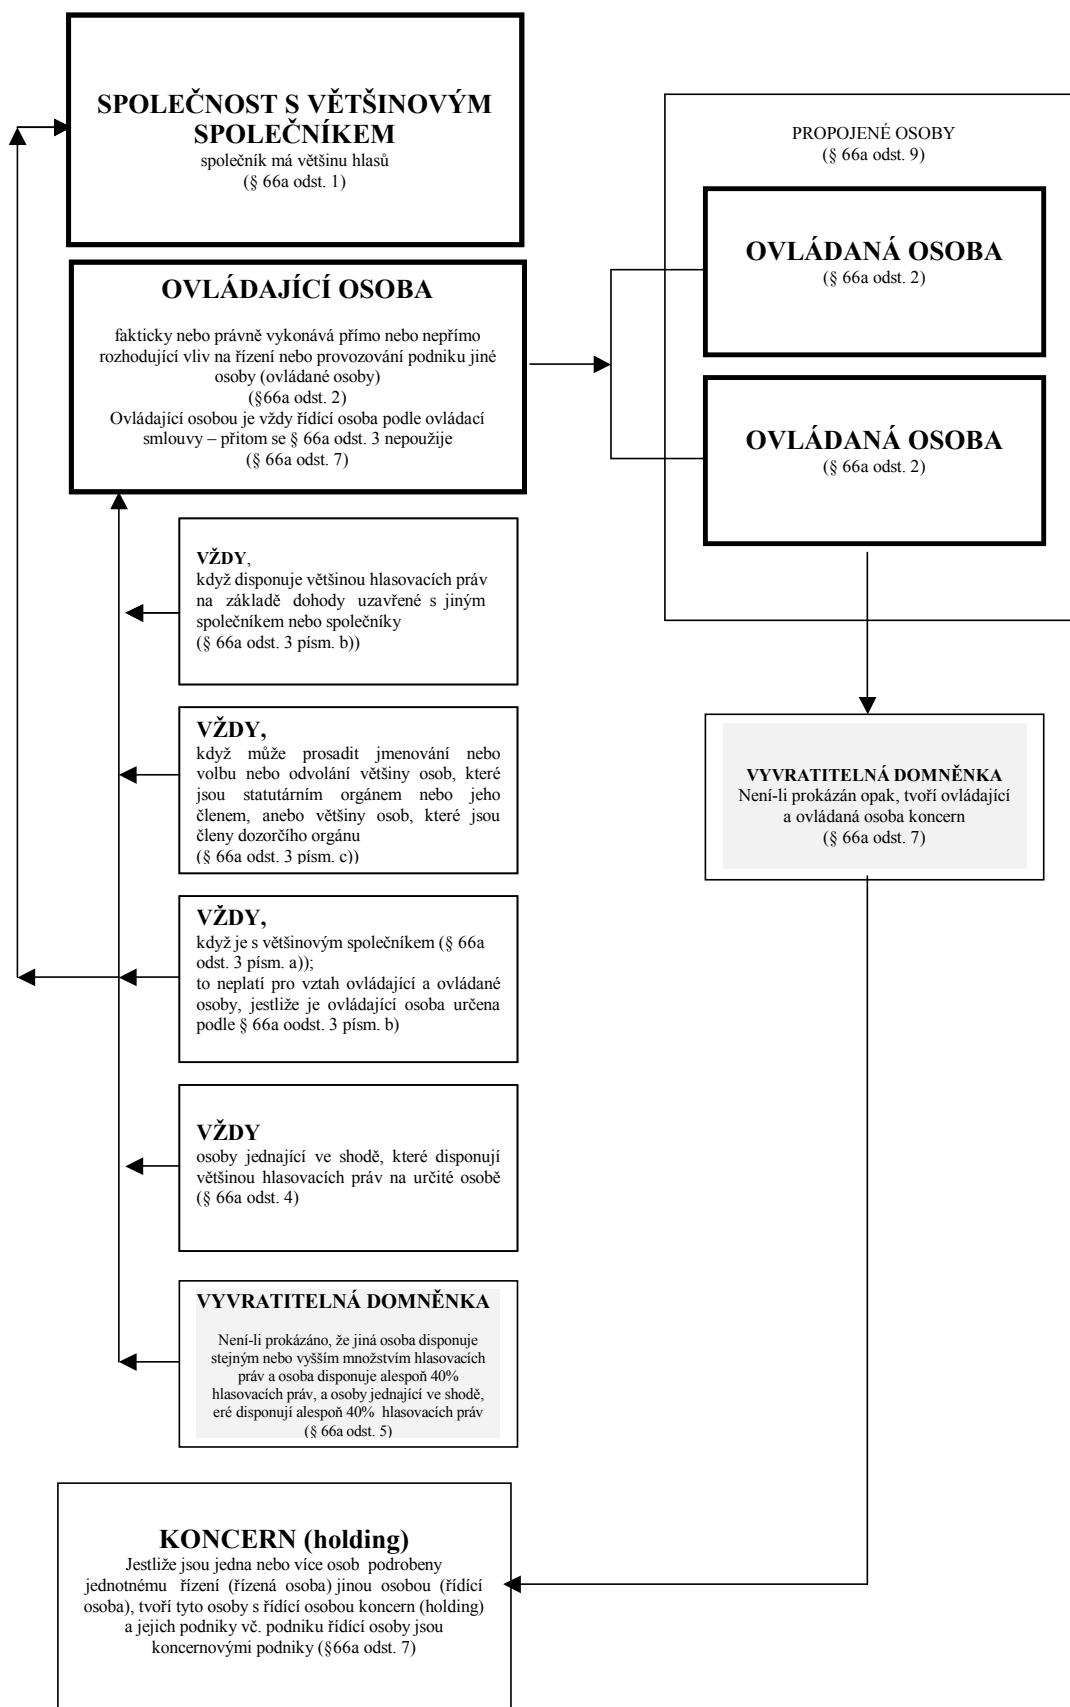 SPOLEČNOST S VĚTŠINOVÝM
SPOLEČNÍKEM
společník má většinu hlasů
(§ 66a odst. 1)
PROPOJENÉ OSOBY
(§ 66a odst. 9)
OVLÁDANÁ OSOBA
(§ 66a odst. 2)
OVLÁDAJÍCÍ OSOBA
fakticky nebo právně vykonává přímo nebo nepřímo
rozhodující vliv na řízení nebo provozování podniku jiné
osoby (ovládané osoby)
(§66a odst. 2)
Ovládající osobou je vždy řídící osoba podle ovládací
smlouvy – přitom se § 66a odst. 3 nepoužije
(§ 66a odst. 7)
OVLÁDANÁ OSOBA
(§ 66a odst. 2)
VŽDY,
když disponuje většinou hlasovacích práv
na základě dohody uzavřené s jiným
společníkem nebo společníky
(§ 66a odst. 3 písm. b))
VŽDY,
když může prosadit jmenování nebo
volbu nebo odvolání většiny osob, které
jsou statutárním orgánem nebo jeho
členem, anebo většiny osob, které jsou
členy dozorčího orgánu
(§ 66a odst. 3 písm. c))
VYVRATITELNÁ DOMNĚNKA
Není-li prokázán opak, tvoří ovládající
a ovládaná osoba koncern
(§ 66a odst. 7)
VŽDY,
když je s většinovým společníkem (§ 66a
odst. 3 písm. a));
to neplatí pro vztah ovládající a ovládané
osoby, jestliže je ovládající osoba určena
podle § 66a oodst. 3 písm. b)
VŽDY
osoby jednající ve shodě, které disponují
většinou hlasovacích práv na určité osobě
(§ 66a odst. 4)
VYVRATITELNÁ DOMNĚNKA
Není-li prokázáno, že jiná osoba disponuje
stejným nebo vyšším množstvím hlasovacích
práv a osoba disponuje alespoň 40%
hlasovacích práv, a osoby jednající ve shodě,
eré disponují alespoň 40% hlasovacích práv
(§ 66a odst. 5)
KONCERN (holding)
Jestliže jsou jedna nebo více osob podrobeny
jednotnému řízení (řízená osoba) jinou osobou (řídící
osoba), tvoří tyto osoby s řídící osobou koncern (holding)
a jejich podniky vč. podniku řídící osoby jsou
koncernovými podniky (§66a odst. 7)